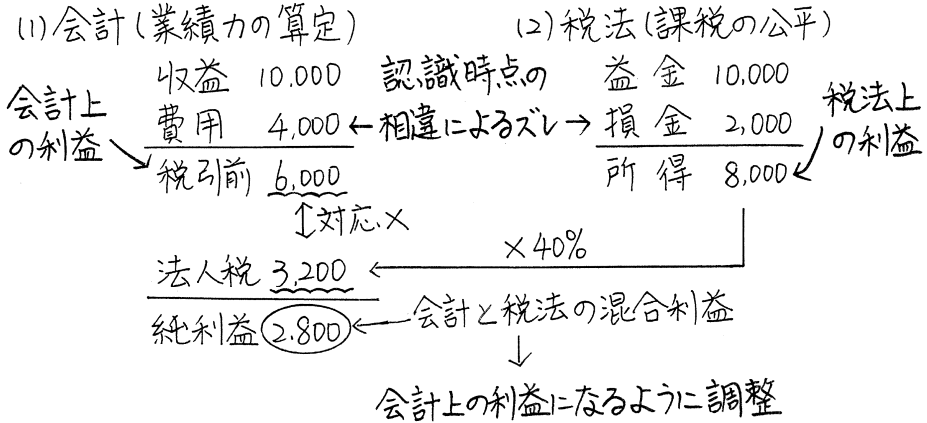 (1)会計(業績力の算定)
(2)税法(課税の公平)
会計上
の利益
収益 10.000
費用 4,000
税引前 6,000
認識時点の
←相違によるズレ→
益金 10,000
損金 2,000
所得 8,000
税法上
の利益
↕対応×
×40%
法人税 3,200
純利益 2.800
会計と税法の混合利益
会計上の利益になるように調整